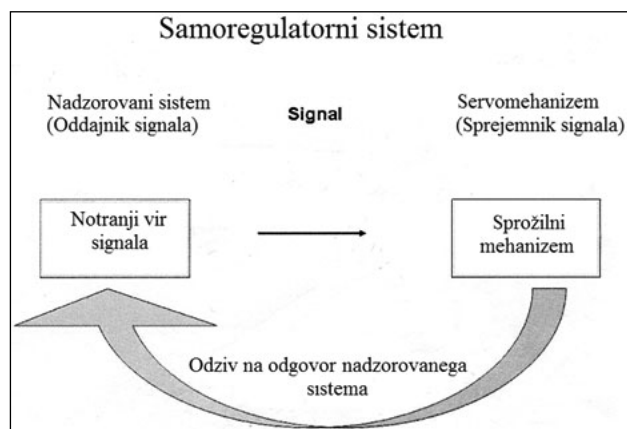 Samoregulatorni sistem
Nadzorovani sistem
(Oddajnik signala)
Signal
Servomehanizem
(Sprejemnik signala)
Notranji vir
signala
Sprožilni
mehanizem
Odziv na odgovor nadzorovanega
sistema